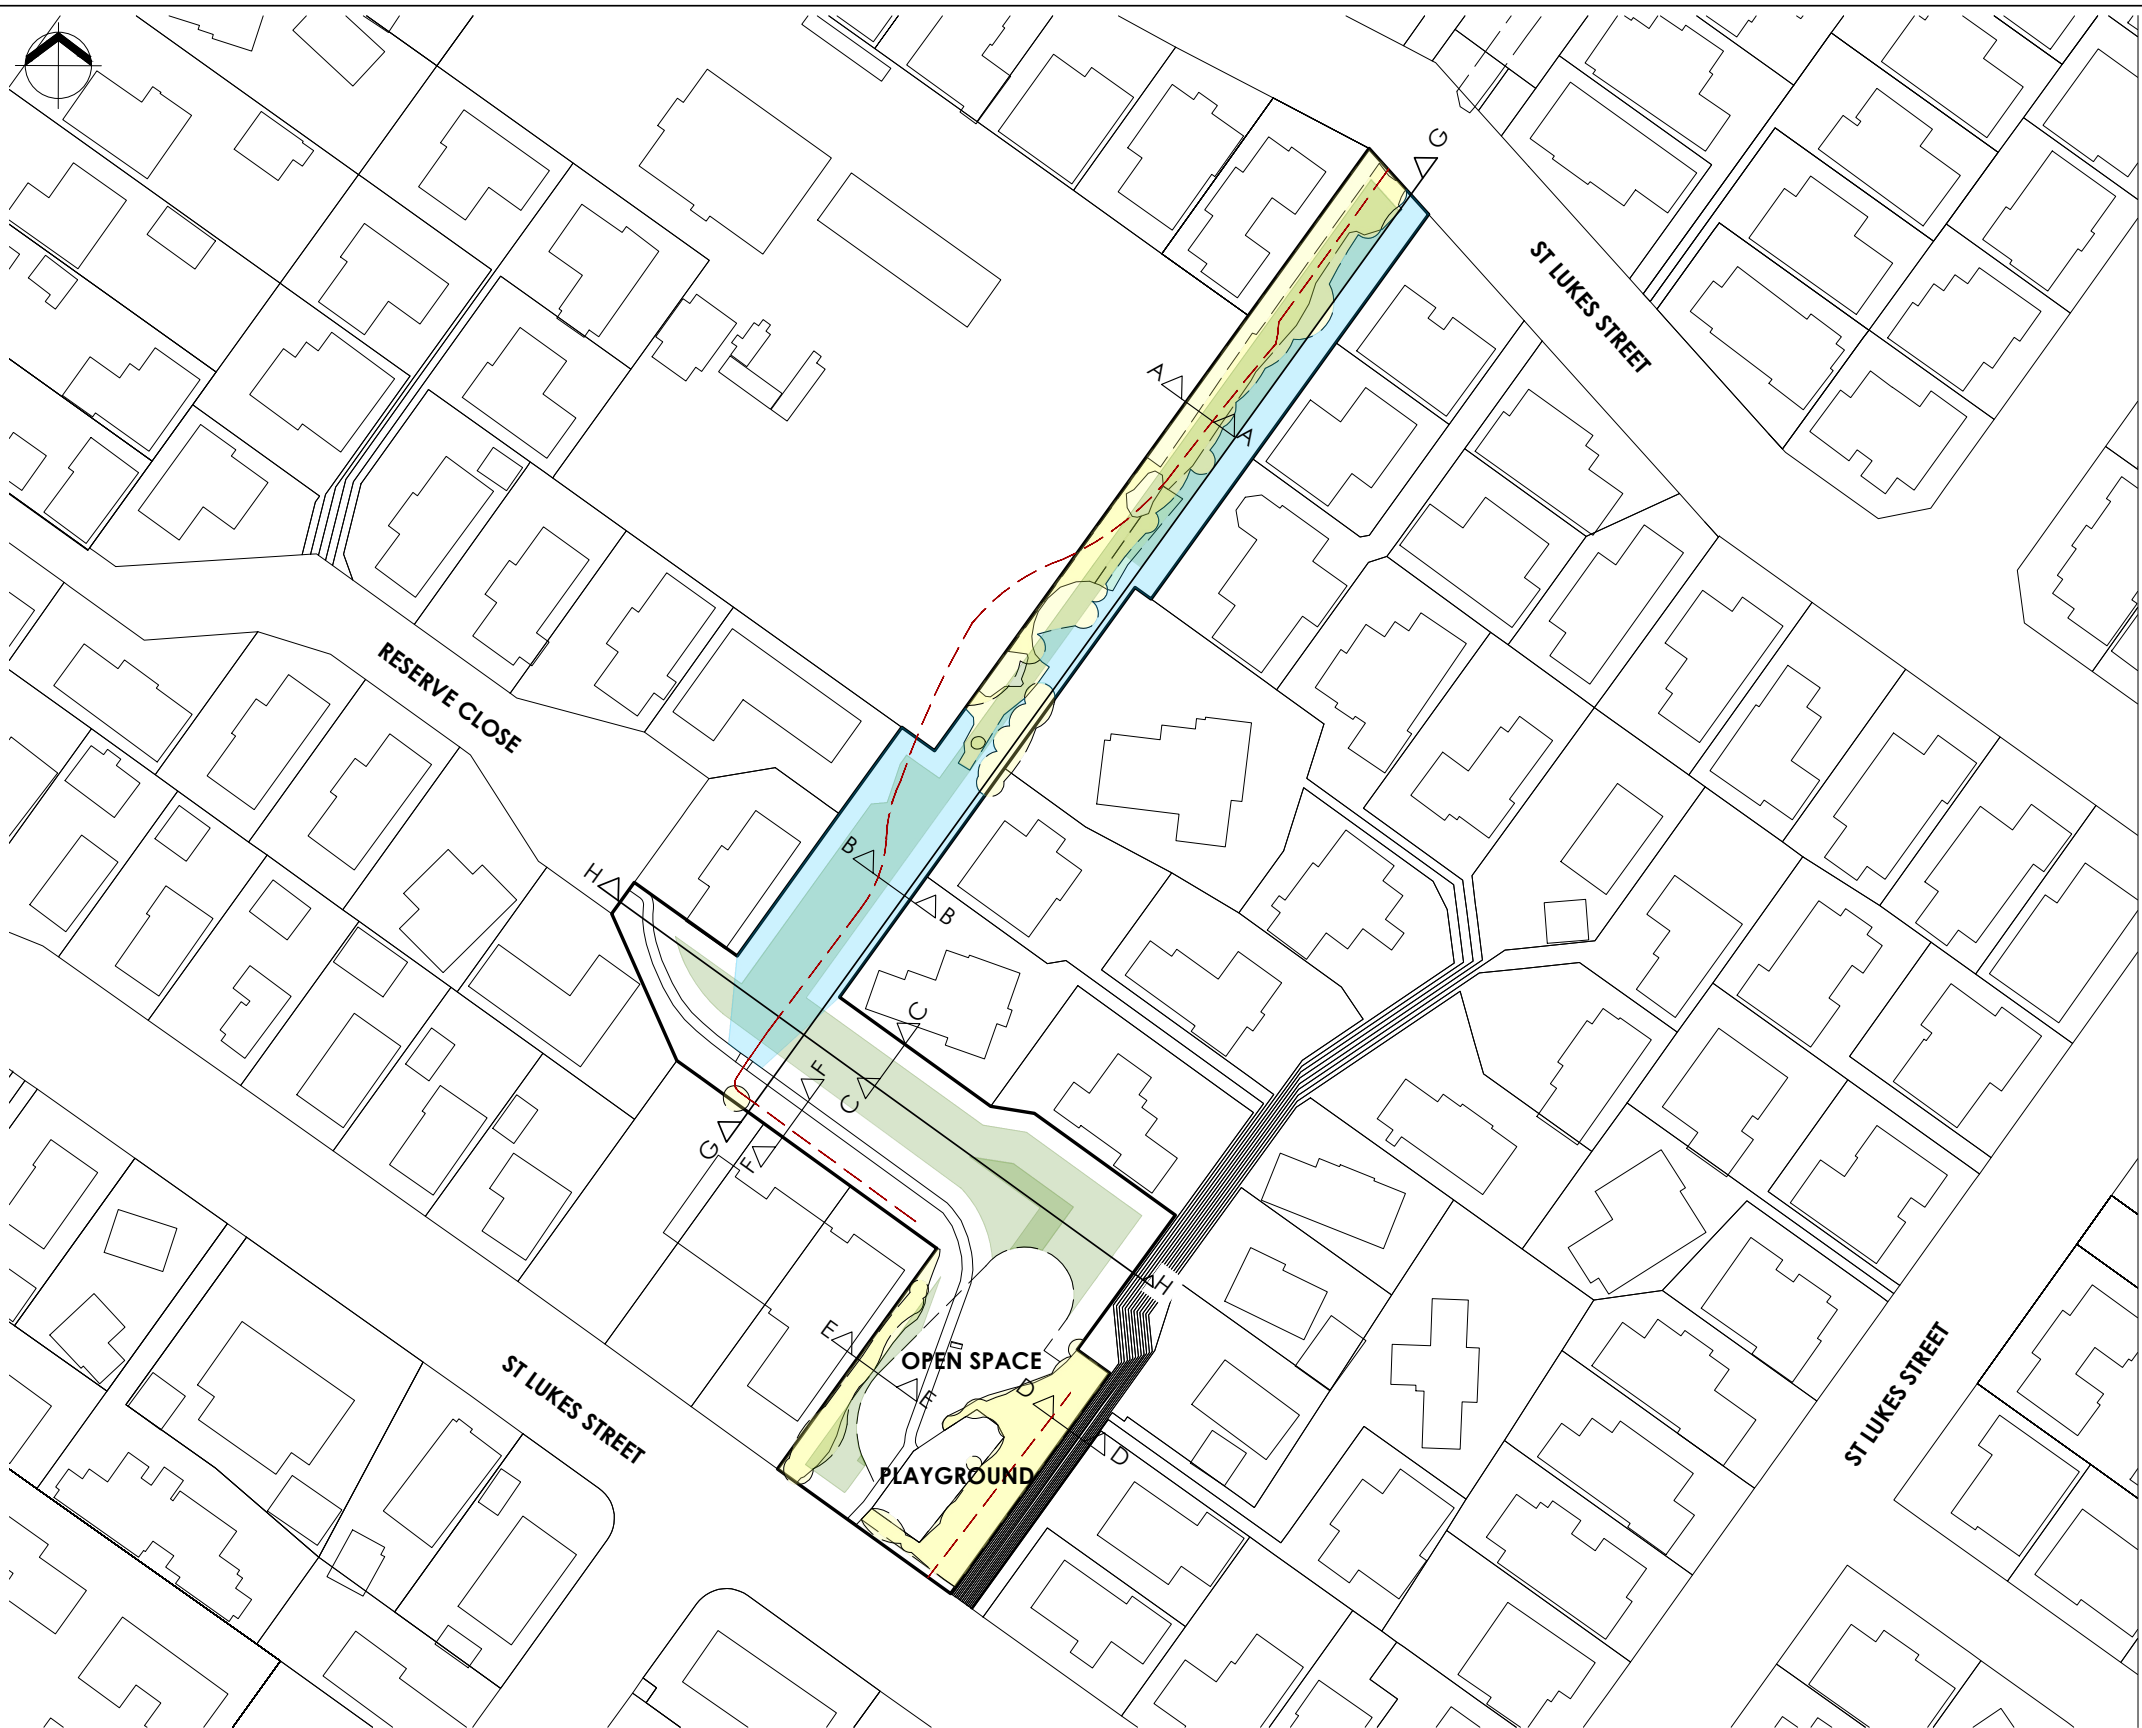 G
ST LUKES STREET
A
A
RESERVE CLOSE
B
H
B
C
F
C
G
F
H
E
OPEN SPACE
D
E
ST LUKES STREET
ST LUKES STREET
D
PLAYGROUND